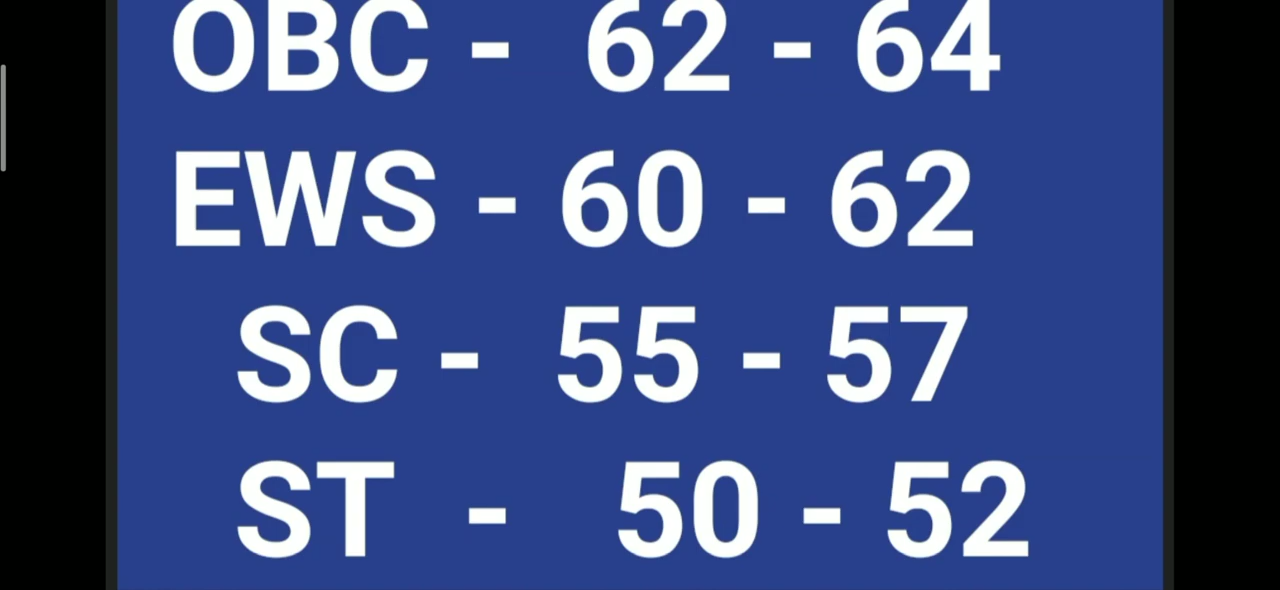 OBC - 62 - 64
EWS - 60 - 62
SC - 55 - 57
ST - 50 - 52